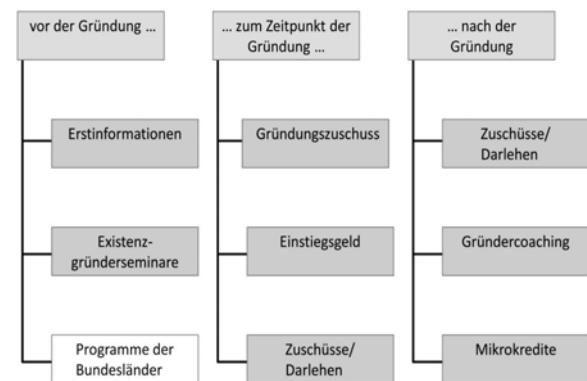 vor der Gründung ...
Erstinformationen
Existenz-
gründerseminare
Programme der
Bundesländer
... zum Zeitpunkt der
Gründung ...
Gründungszuschuss
Einstiegsgeld
Zuschüsse/
Darlehen
... nach der
Gründung
Zuschüsse/
Darlehen
Gründercoaching
Mikrokredite